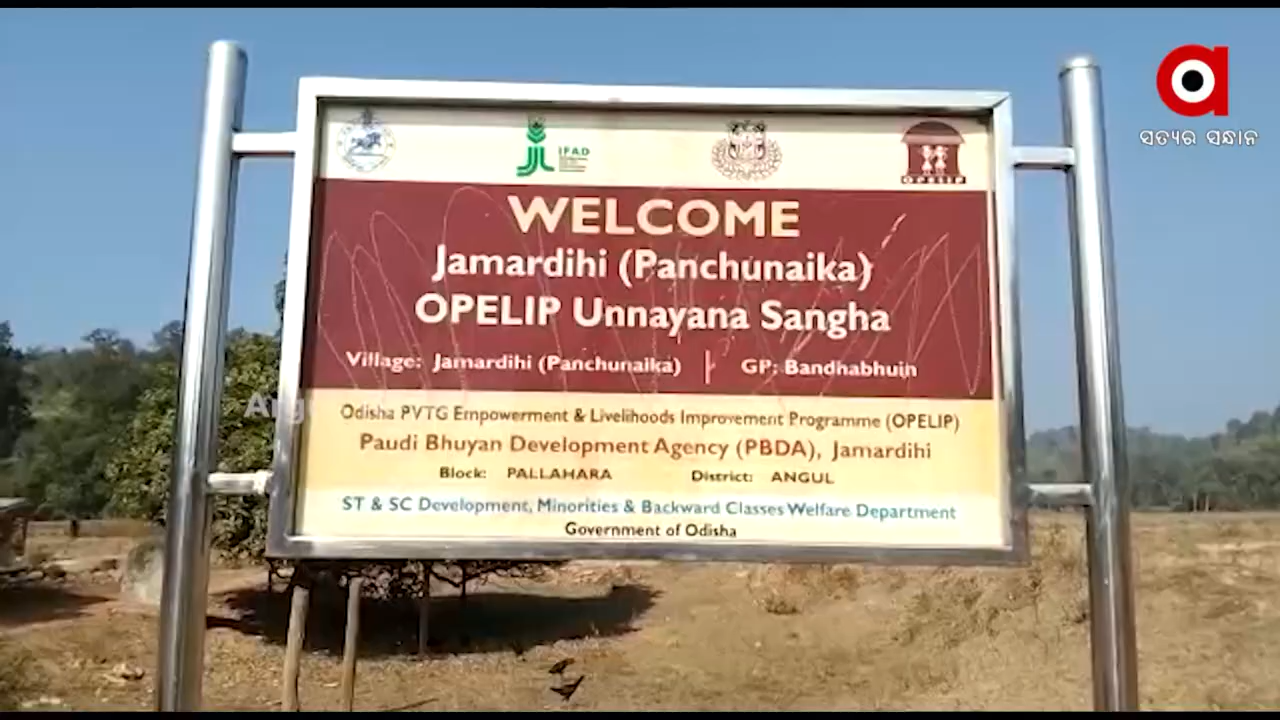 ସତ୍ୟର ସନ୍ଧାନ
IFAD
OPELIP
WELCOME
Jamardihi (Panchunaika)
OPELIP Unnayana Sangha
Village: Jamardihi (Panchunaika) | GP: Bandhabhuin
Odisha PVTG Empowerment & Livelihoods Improvement Programme (OPELIP)
Paudi Bhuyan Development Agency (PBDA), Jamardihi
Block: PALLAHARA District: ANGUL
ST & SC Development, Minorities & Backward Classes Welfare Department
Government of Odisha